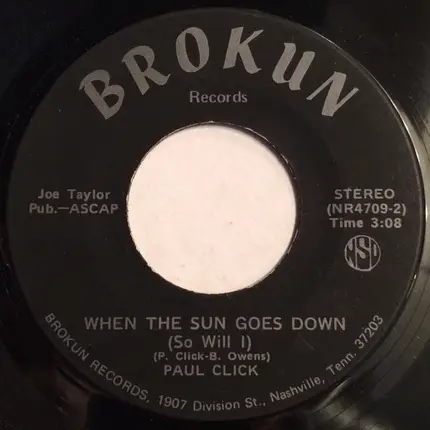 BROKUN
Records
Joe Taylor
Pub.—ASCAP
STEREO
(NR4709-2)
Time 3:08
NSD
WHEN THE SUN GOES DOWN
(So Will I)
(P. Click-B. Owens)
PAUL CLICK
BROKUN RECORDS, 1907 Division St., Nashville, Tenn. 37203